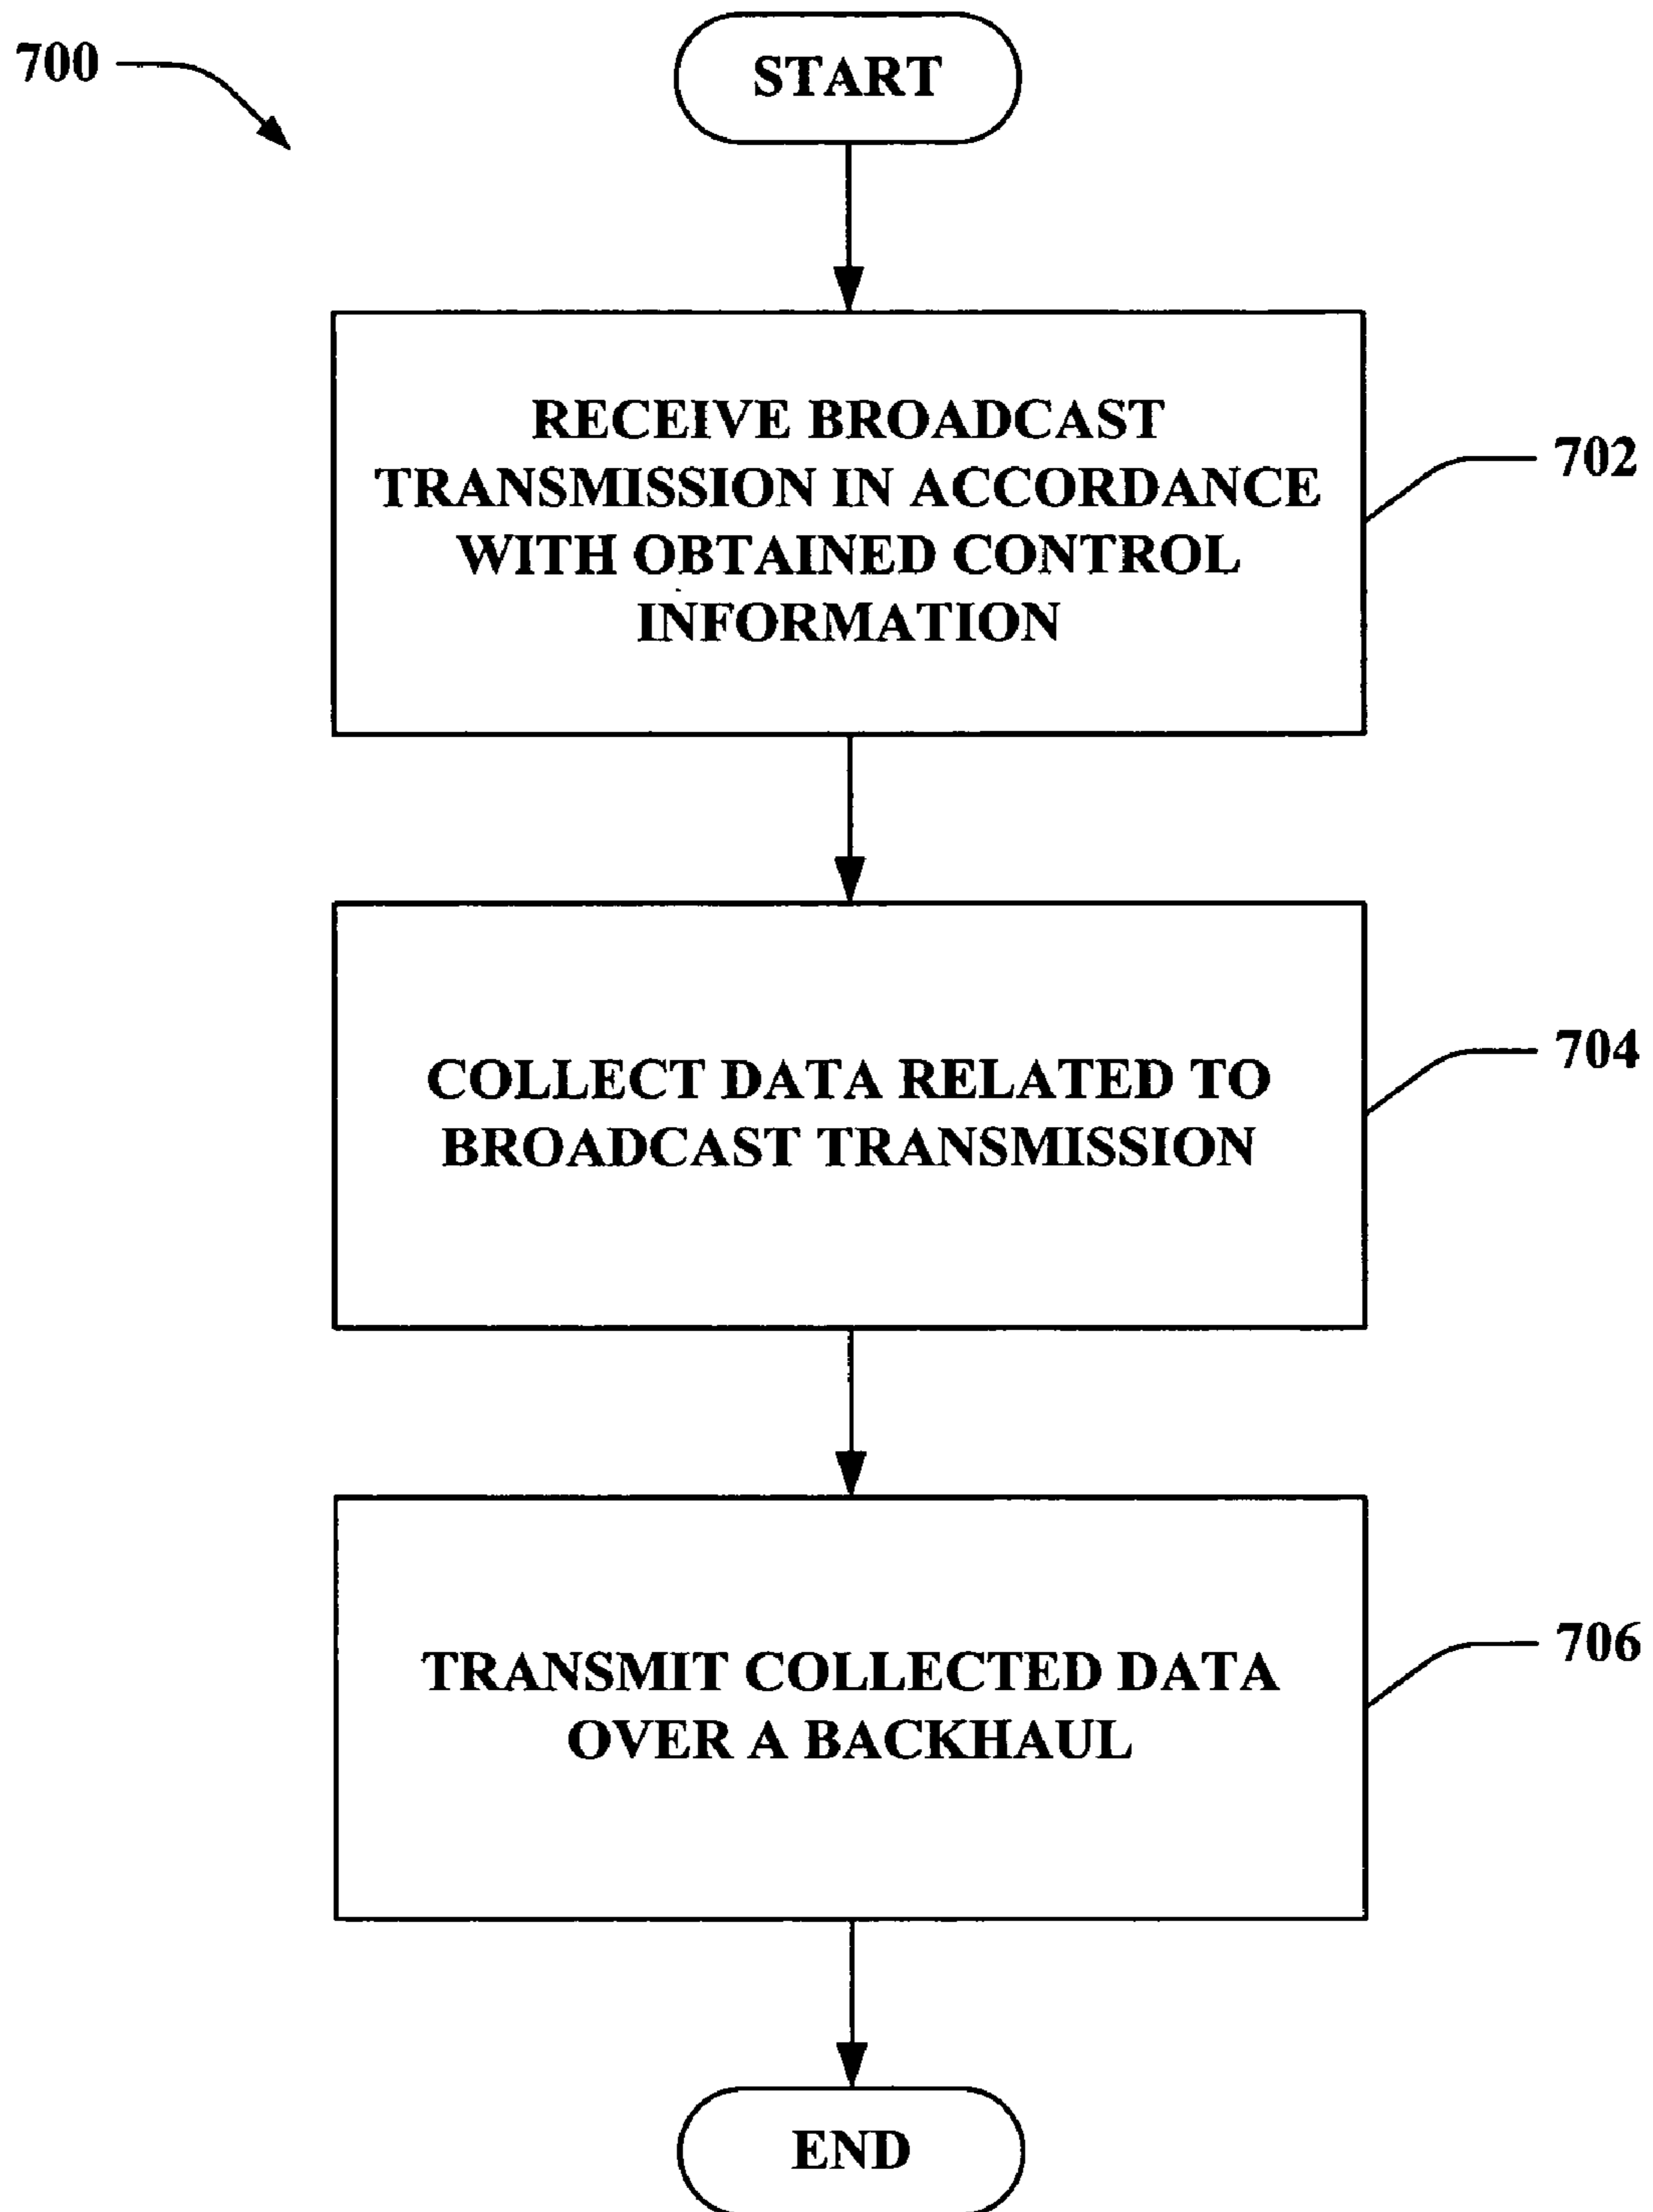 700
START
RECEIVE BROADCAST
TRANSMISSION IN ACCORDANCE
WITH OBTAINED CONTROL
INFORMATION
702
COLLECT DATA RELATED TO
BROADCAST TRANSMISSION
704
TRANSMIT COLLECTED DATA
OVER A BACKHAUL
706
END